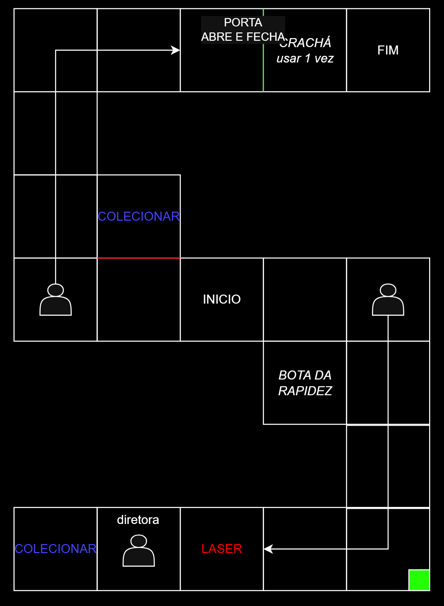 PORTA
ABRE E FECHA
CRACHÁ
usar 1 vez
FIM
COLECIONAR
INICIO
BOTA DA
RAPIDEZ
diretora
COLECIONAR
LASER